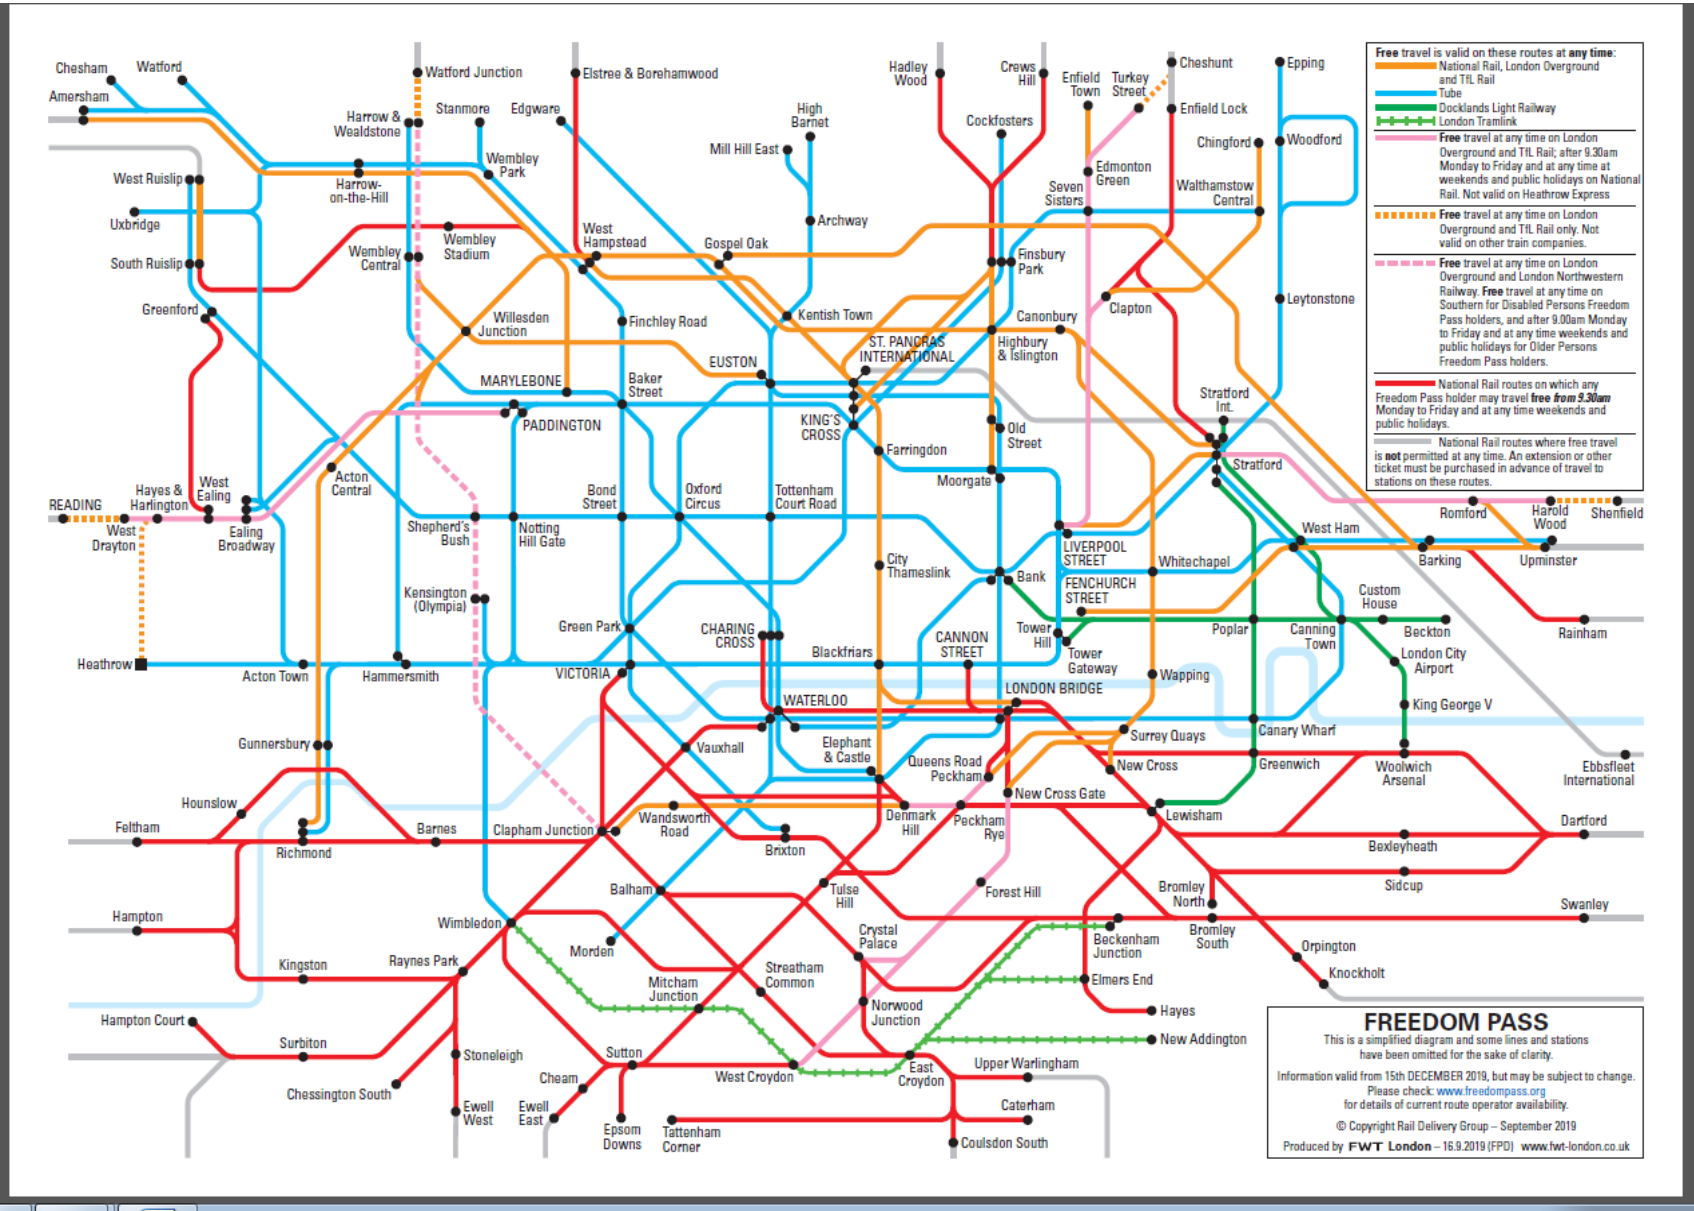 Chesham
Watford
Amersham
Watford Junction
Elstree & Borehamwood
Hadley
Wood
Crews
Hill
Enfield
Town
Turkey
Street
Cheshunt
Epping
Harrow &
Wealdstone
Stanmore
Edgware
High
Barnet
Mill Hill East
Cockfosters
Enfield Lock
Chingford
Woodford
West Ruislip
Harrow-
on-the-Hill
Wembley
Park
Edmonton
Green
Seven
Sisters
Walthamstow
Central
Uxbridge
Archway
South Ruislip
Wembley
Central
Wembley
Stadium
West
Hampstead
Gospel Oak
Finsbury
Park
Greenford
Willesden
Junction
Finchley Road
Kentish Town
Canonbury
Clapton
Leytonstone
ST. PANCRAS
INTERNATIONAL
Highbury
& Islington
EUSTON
MARYLEBONE
Baker
Street
PADDINGTON
KING'S
CROSS
Old
Street
Stratford
Int.
Farringdon
Stratford
Moorgate
Acton
Central
READING
Hayes &
Harlington
West
Ealing
West
Drayton
Ealing
Broadway
Shepherd's
Bush
Notting
Hill Gate
Bond
Street
Oxford
Circus
Tottenham
Court Road
LIVERPOOL
STREET
West Ham
Romford
Harold
Wood
Shenfield
Barking
Upminster
City
Thameslink
Bank
Whitechapel
FENCHURCH
STREET
Kensington
(Olympia)
Green Park
CHARING
CROSS
CANNON
STREET
Tower
Hill
Tower
Gateway
Poplar
Canning
Town
Custom
House
Beckton
Rainham
Heathrow
Acton Town
Hammersmith
VICTORIA
Blackfriars
London City
Airport
Wapping
LONDON BRIDGE
WATERLOO
King George V
Gunnersbury
Vauxhall
Elephant
& Castle
Queens Road
Peckham
Surrey Quays
Canary Wharf
New Cross
Greenwich
Woolwich
Arsenal
Ebbsfleet
International
Hounslow
New Cross Gate
Feltham
Richmond
Barnes
Clapham Junction
Wandsworth
Road
Brixton
Denmark
Hill
Peckham
Rye
Lewisham
Bexleyheath
Dartford
Balham
Tulse
Hill
Forest Hill
Bromley
North
Sidcup
Hampton
Wimbledon
Morden
Crystal
Palace
Beckenham
Junction
Bromley
South
Swanley
Kingston
Raynes Park
Mitcham
Junction
Streatham
Common
Elmers End
Orpington
Knockholt
Norwood
Junction
Hayes
Hampton Court
Surbiton
Stoneleigh
Sutton
West Croydon
East
Croydon
New Addington
Upper Warlingham
Chessington South
Cheam
Ewell
West
Ewell
East
Epsom
Downs
Tattenham
Corner
Caterham
Coulsdon South
Free travel is valid on these routes at any time:
National Rail, London Overground
and TfL Rail
Tube
Docklands Light Railway
London Tramlink
Free travel at any time on London
Overground and TfL Rail; after 9.30am
Monday to Friday and at any time at
weekends and public holidays on National
Rail. Not valid on Heathrow Express
Free travel at any time on London
Overground and TfL Rail only. Not
valid on other train companies.
Free travel at any time on London
Overground and London Northwestern
Railway. Free travel at any time on
Southern for Disabled Persons Freedom
Pass holders, and after 9.00am Monday
to Friday and at any time weekends and
public holidays for Older Persons
Freedom Pass holders.
National Rail routes on which any
Freedom Pass holder may travel free from 9.30am
Monday to Friday and at any time weekends and
public holidays.
National Rail routes where free travel
is not permitted at any time. An extension or other
ticket must be purchased in advance of travel to
stations on these routes.
FREEDOM PASS
This is a simplified diagram and some lines and stations
have been omitted for the sake of clarity.
Information valid from 15th DECEMBER 2019, but may be subject to change.
Please check: www.freedompass.org
for details of current route operator availability.
© Copyright Rail Delivery Group – September 2019
Produced by FWT London – 16.9.2019 (FPD) www.fwt-london.co.uk